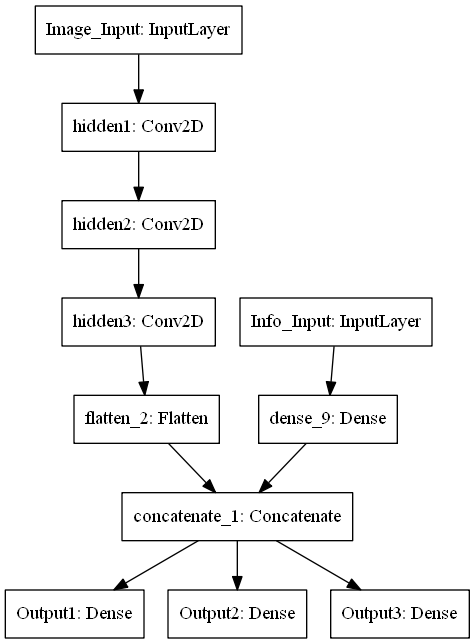 Image_Input: InputLayer
hidden1: Conv2D
hidden2: Conv2D
hidden3: Conv2D
Info_Input: InputLayer
flatten_2: Flatten
dense_9: Dense
concatenate_1: Concatenate
Output1: Dense
Output2: Dense
Output3: Dense